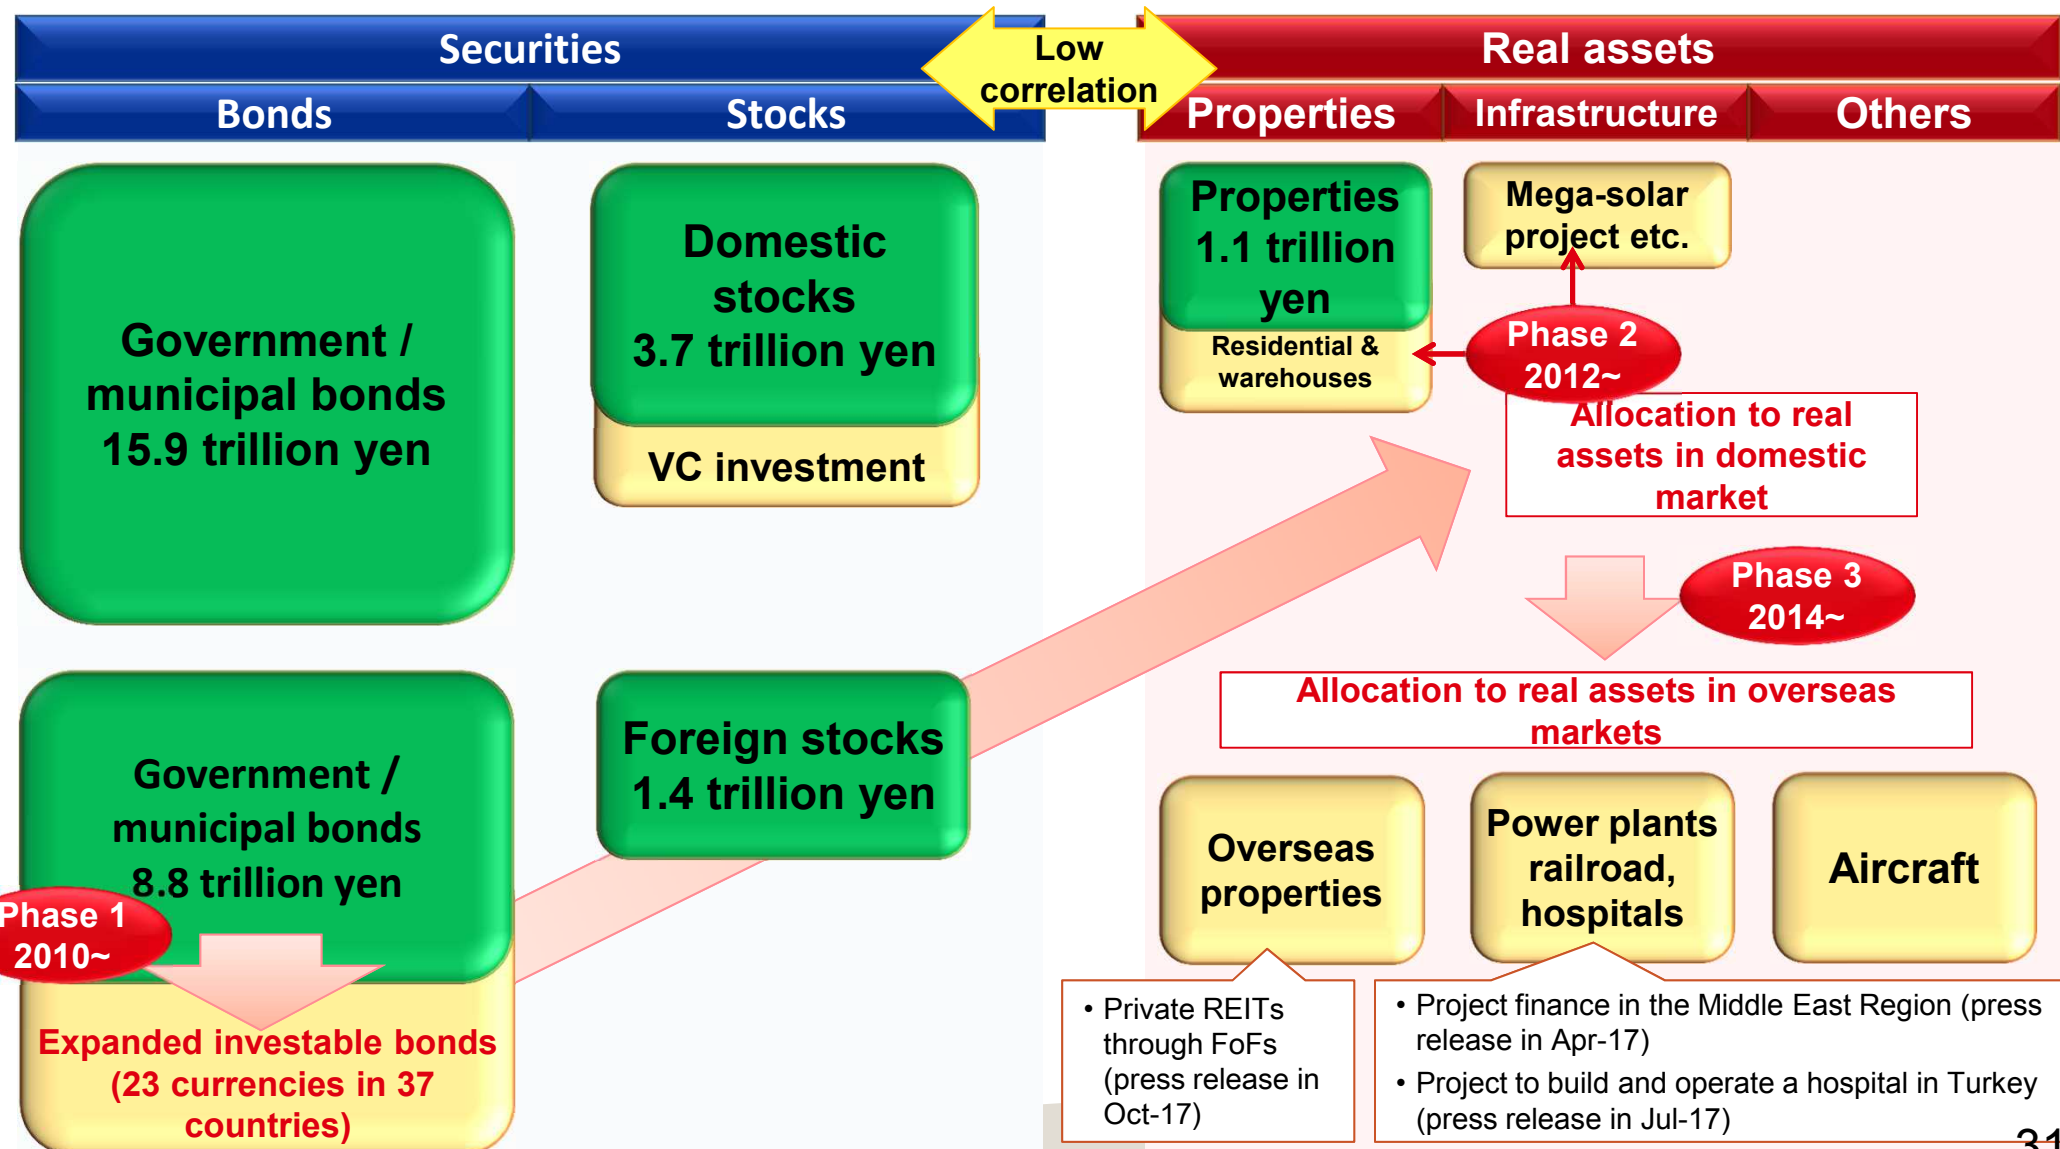 Securities
Low
correlation
Real assets
Bonds
Stocks
Properties
Infrastructure
Others
Government /
municipal bonds
15.9 trillion yen
Domestic
stocks
3.7 trillion yen
VC investment
Properties
1.1 trillion
yen
Residential &
warehouses
Mega-solar
project etc.
Phase 2
2012~
Allocation to real
assets in domestic
market
Phase 3
2014~
Allocation to real assets in overseas
markets
Government /
municipal bonds
8.8 trillion yen
Phase 1
2010~
Expanded investable bonds
(23 currencies in 37
countries)
Foreign stocks
1.4 trillion yen
Overseas
properties
Power plants
railroad,
hospitals
Aircraft
• Private REITs
through FoFs
(press release in
Oct-17)
• Project finance in the Middle East Region (press
release in Apr-17)
• Project to build and operate a hospital in Turkey
(press release in Jul-17)
31